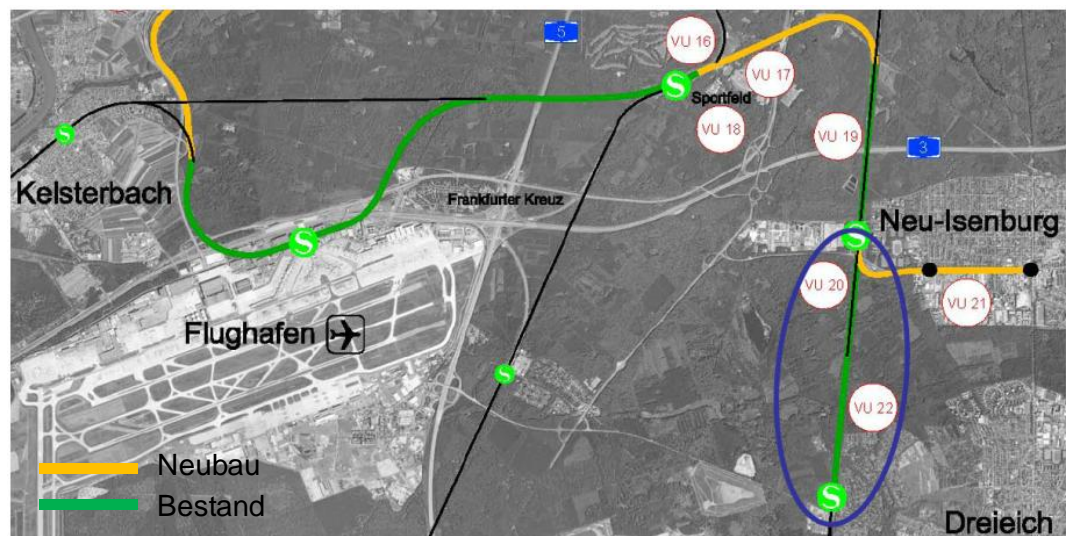 5
VU 16
VU 17
S
Sportfeld
VU 18
VU 19
3
S
Kelsterbach
Frankfurter Kreuz
S
S
Neu-Isenburg
VU 20
VU 21
Flughafen
S
VU 22
Neubau
Bestand
S
Dreieich